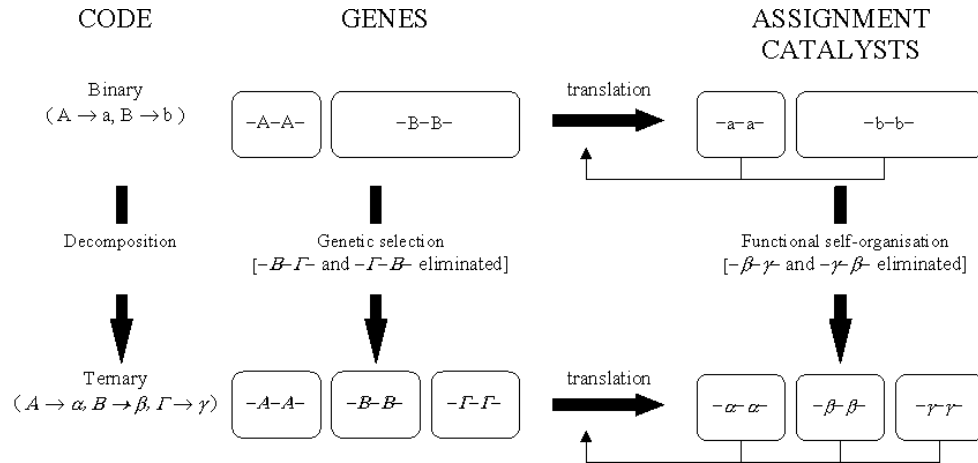 CODE
GENES
ASSIGNMENT
CATALYSTS
Binary
( A → a, B → b )
–A–A–
–B–B–
translation
–a–a–
–b–b–
Decomposition
Genetic selection
[–B–Γ– and –Γ–B– eliminated]
Functional self-organisation
[–β–γ– and –γ–β– eliminated]
Ternary
( A → α, B → β, Γ → γ)
–A–A–
–B–B–
–Γ–Γ–
translation
–α–α–
–β–β–
–γ–γ–